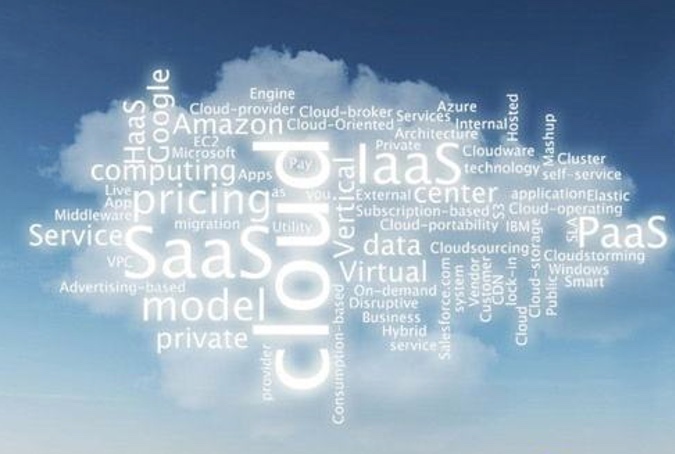 HaaS
Google
Engine
Cloud-provider
Cloud-broker
Services
Azure
Amazon
Cloud-Oriented
Architecture
Internal
Hosted
Mashup
EC2
Microsoft
Pay
Private
IaaS
Cloudware
technology
Cluster
self-service
computing
Apps
Live
App
pricing
as
you
Vertical
External
center
application
Elastic
Middleware
migration
Utility
Subscription-based
S3
Cloud-operating
Service
cloud
Cloud-portability
IBM
Cloud-storage
SLA
PaaS
VPC
SaaS
data
Cloudsourcing
Cloudstorming
Windows
Smart
Virtual
Advertising-based
On-demand
model
Disruptive
Business
Hybrid
service
Salesforce.com
system
Vendor
Customer
CDN
lock-in
Cloud
Public
private
provider
Consumption-based